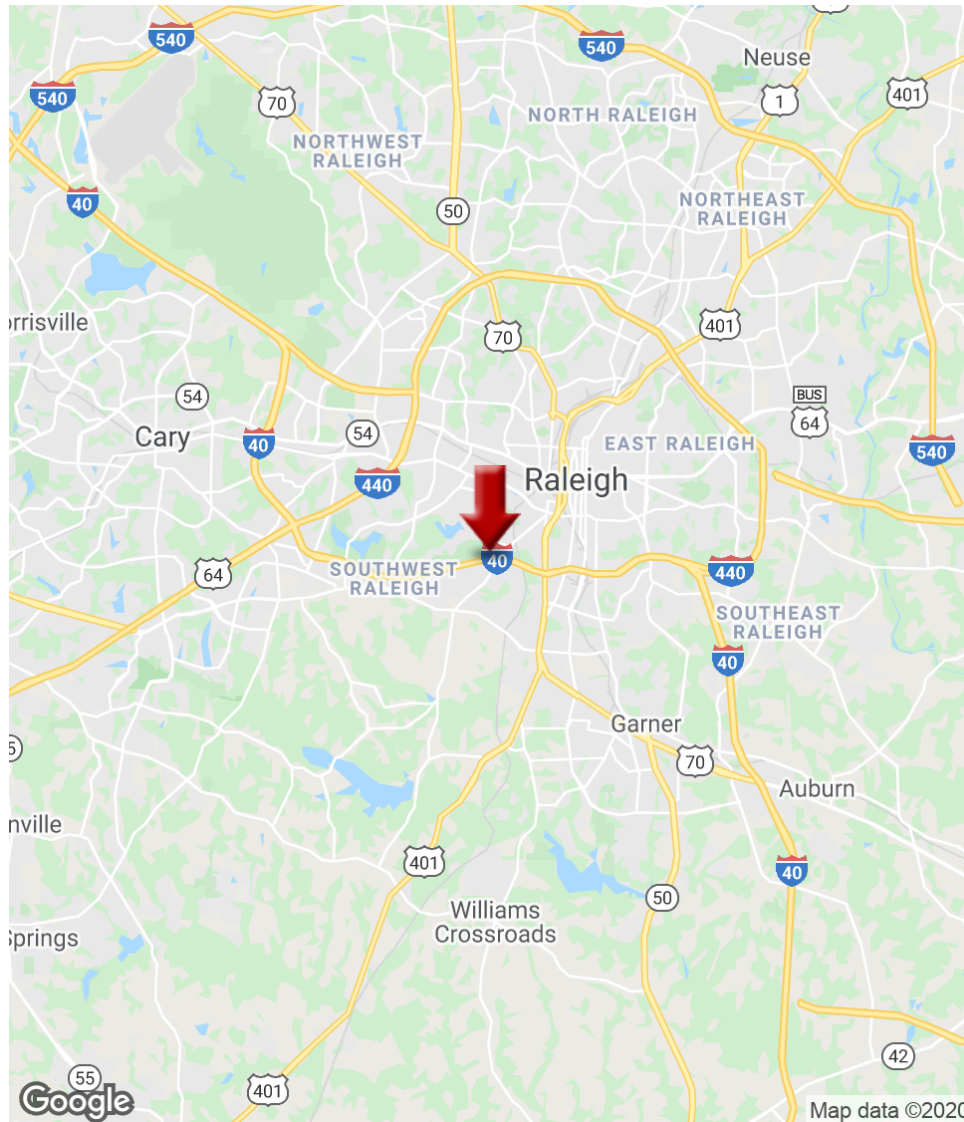 540
540
Neuse
540
70
1
401
NORTH RALEIGH
NORTHWEST
RALEIGH
40
50
NORTHEAST
RALEIGH
orrisville
70
401
54
BUS
64
54
Cary
40
EAST RALEIGH
540
440
Raleigh
40
64
SOUTHWEST
RALEIGH
440
SOUTHEAST
RALEIGH
40
Garner
5
70
Auburn
nville
401
40
50
Williams
Crossroads
Springs
42
55
401
Google
Map data ©2020